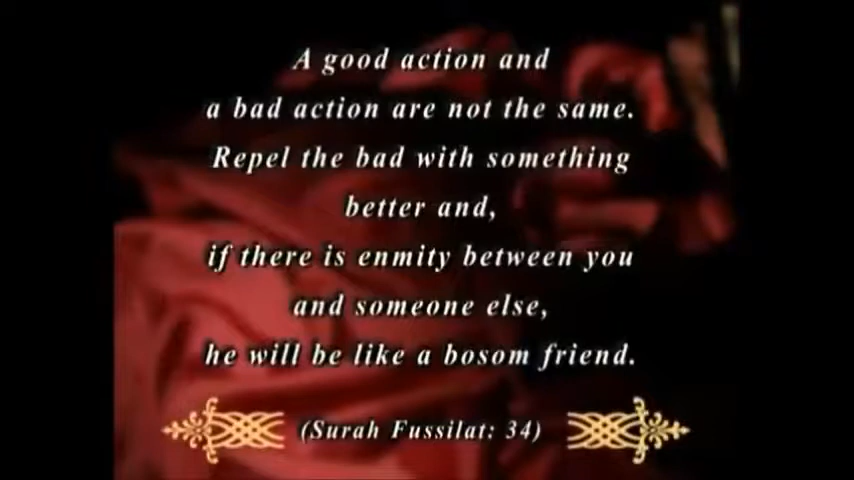 A good action and
a bad action are not the same.
Repel the bad with something
better and,
if there is enmity between you
and someone else,
he will be like a bosom friend.
(Surah Fussilat: 34)